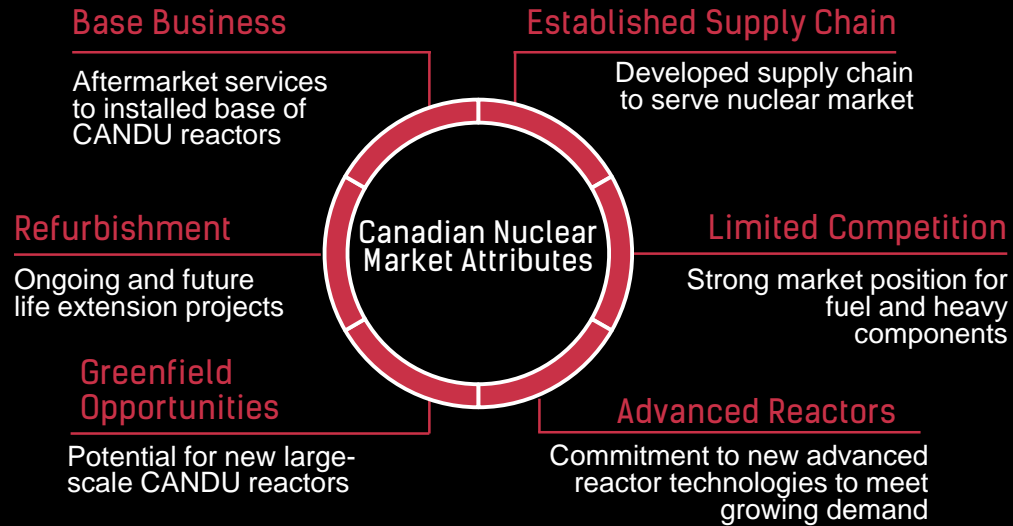 Base Business
Aftermarket services
to installed base of
CANDU reactors
Established Supply Chain
Developed supply chain
to serve nuclear market
Canadian Nuclear
Market Attributes
Refurbishment
Ongoing and future
life extension projects
Limited Competition
Strong market position for
fuel and heavy
components
Greenfield
Opportunities
Potential for new large-
scale CANDU reactors
Advanced Reactors
Commitment to new advanced
reactor technologies to meet
growing demand